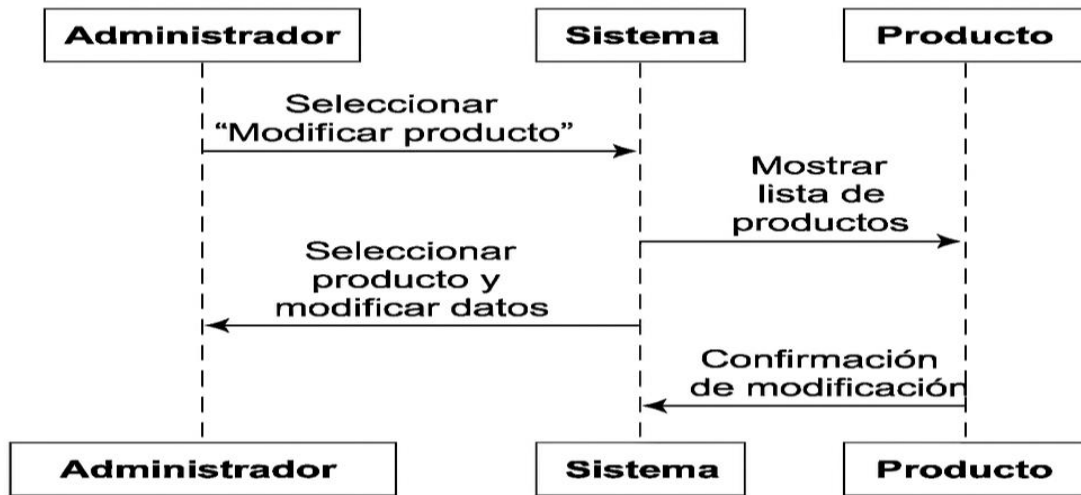 Administrador
Sistema
Producto
Seleccionar
“Modificar producto”
Mostrar
lista de
productos
Seleccionar
producto y
modificar datos
Confirmación
de modificación
Administrador
Sistema
Producto